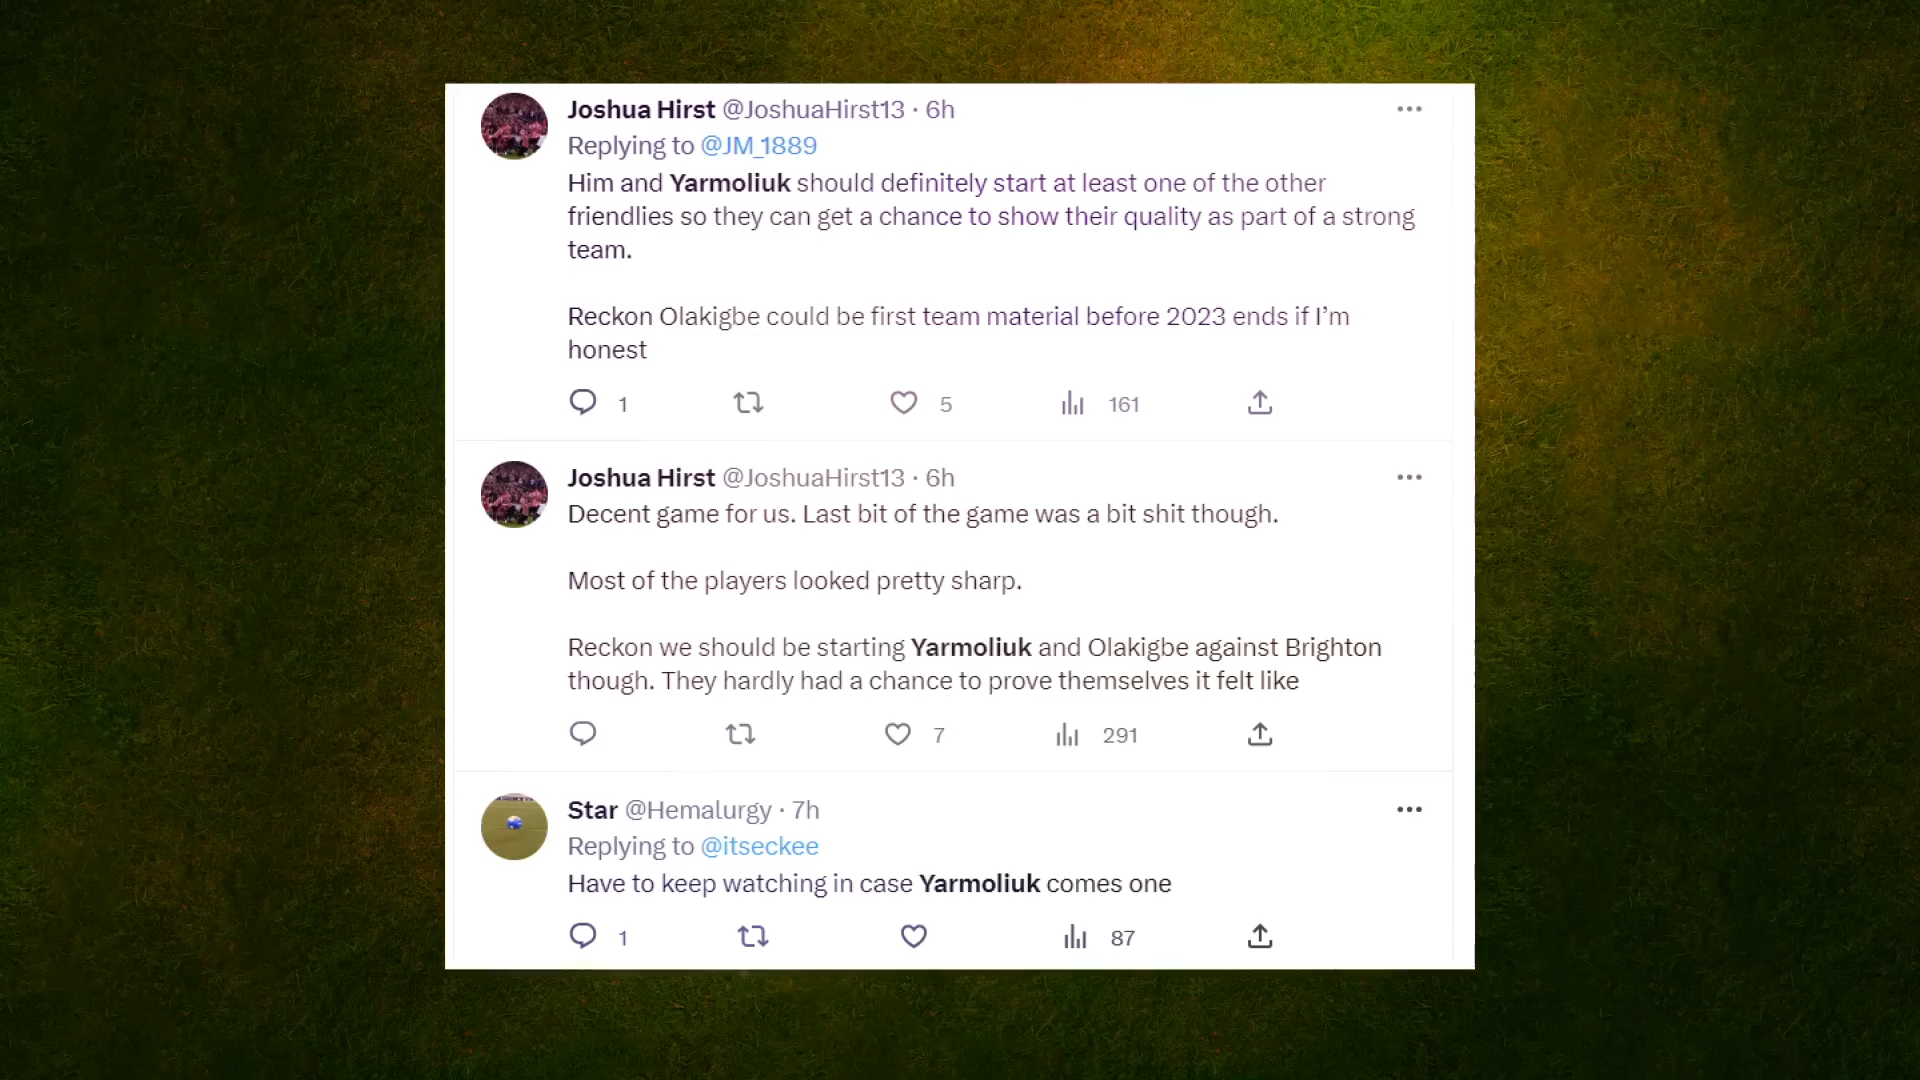 Joshua Hirst @JoshuaHirst13 · 6h
Replying to @JM_1889
Him and Yarmoliuk should definitely start at least one of the other
friendlies so they can get a chance to show their quality as part of a strong
team.
Reckon Olakigbe could be first team material before 2023 ends if I’m
honest
1 5 161
Joshua Hirst @JoshuaHirst13 · 6h
Decent game for us. Last bit of the game was a bit shit though.
Most of the players looked pretty sharp.
Reckon we should be starting Yarmoliuk and Olakigbe against Brighton
though. They hardly had a chance to prove themselves it felt like
7 291
Star @Hemalurgy · 7h
Replying to @itseckee
Have to keep watching in case Yarmoliuk comes one
1 87